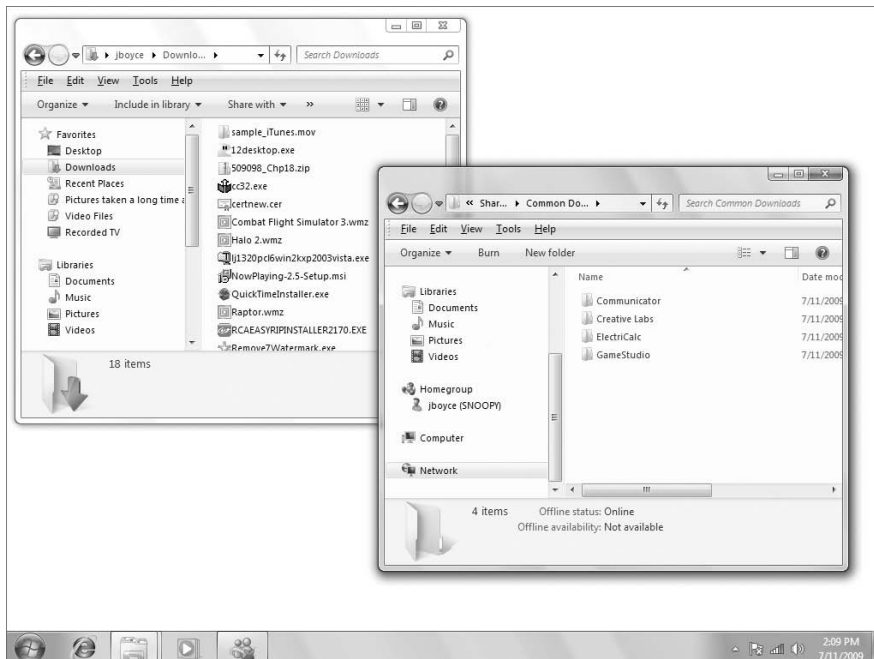 jboyce Downlo... Search Downloads
File Edit View Tools Help
Organize Include in library Share with »
Favorites
Desktop
Downloads
Recent Places
Pictures taken a long time
Video Files
Recorded TV
Libraries
Documents
Music
Pictures
Videos
sample_iTunes.mov
12desktop.exe
509098_Chp18.zip
cc32.exe
certnew.cer
Combat Flight Simulator 3.wmz
Halo 2.wmz
lj1320pcl6win2kxp2003vista.exe
NowPlaying-2.5-Setup.msi
QuickTimeInstaller.exe
Raptor.wmz
RCAEASYRIPINSTALLER2170.EXE
Remove7Watermark.exe
18 items
« Shar... Common Do... Search Common Downloads
File Edit View Tools Help
Organize Burn New folder
Libraries
Documents
Music
Pictures
Videos
Homegroup
jboyce (SNOOPY)
Computer
Network
Name Date mod
Communicator 7/11/2009
Creative Labs 7/11/2009
ElectriCalc 7/11/2009
GameStudio 7/11/2009
4 items Offline status: Online
Offline availability: Not available
2:09 PM
7/11/2009